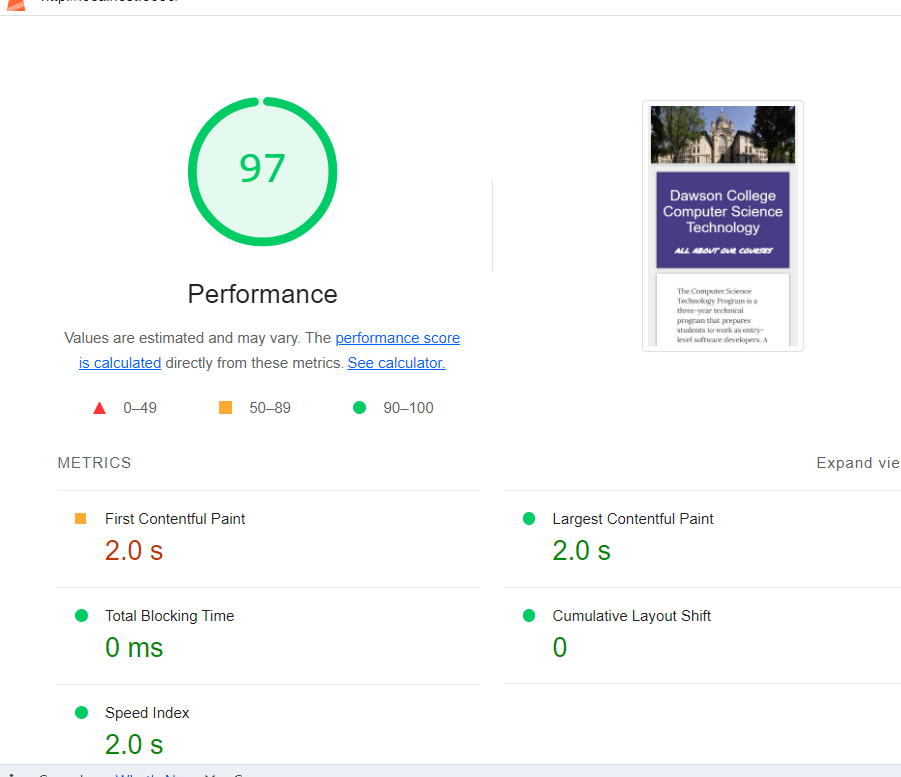 97
Performance
Values are estimated and may vary. The performance score
is calculated directly from these metrics. See calculator.
0–49
50–89
90–100
Dawson College
Computer Science
Technology
ALL ABOUT OUR COURSES
The Computer Science
Technology Program is a
three-year technical
program that prepares
students to work as entry-
level software developers. A
METRICS
Expand vie
First Contentful Paint
2.0 s
Largest Contentful Paint
2.0 s
Total Blocking Time
0 ms
Cumulative Layout Shift
0
Speed Index
2.0 s